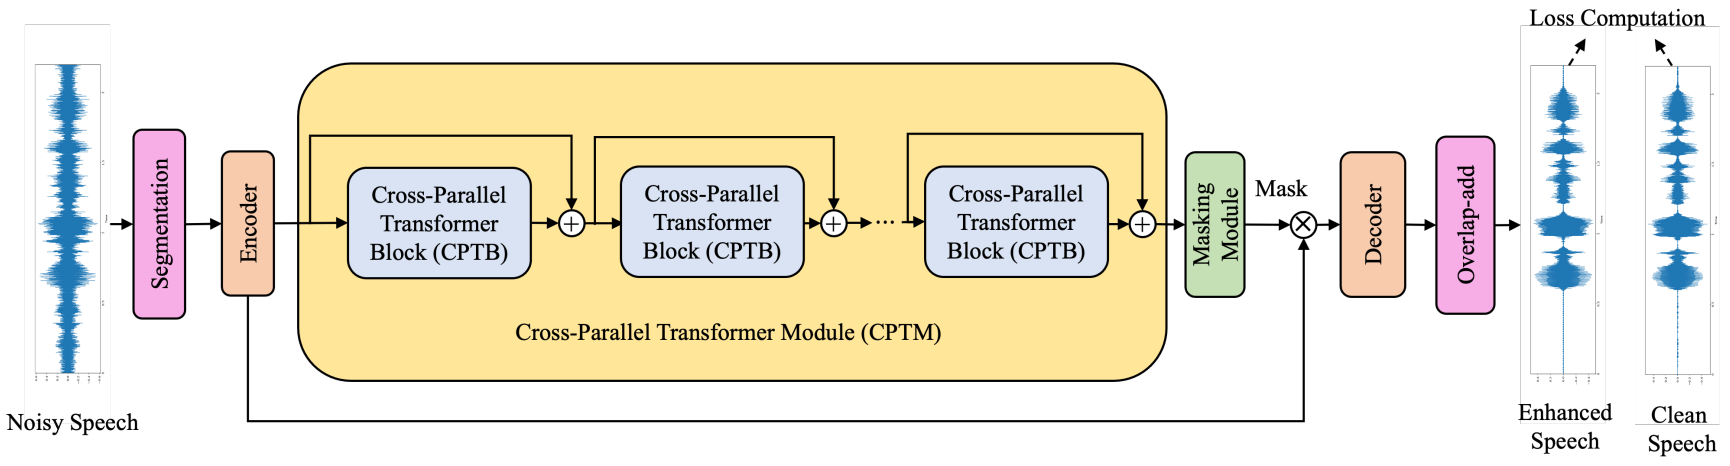 Loss Computation
Noisy Speech
Segmentation
Encoder
Cross-Parallel
Transformer
Block (CPTB)
Cross-Parallel
Transformer
Block (CPTB)
...
Cross-Parallel
Transformer
Block (CPTB)
Cross-Parallel Transformer Module (CPTM)
Masking
Module
Mask
Decoder
Overlap-add
Enhanced
Speech
Clean
Speech